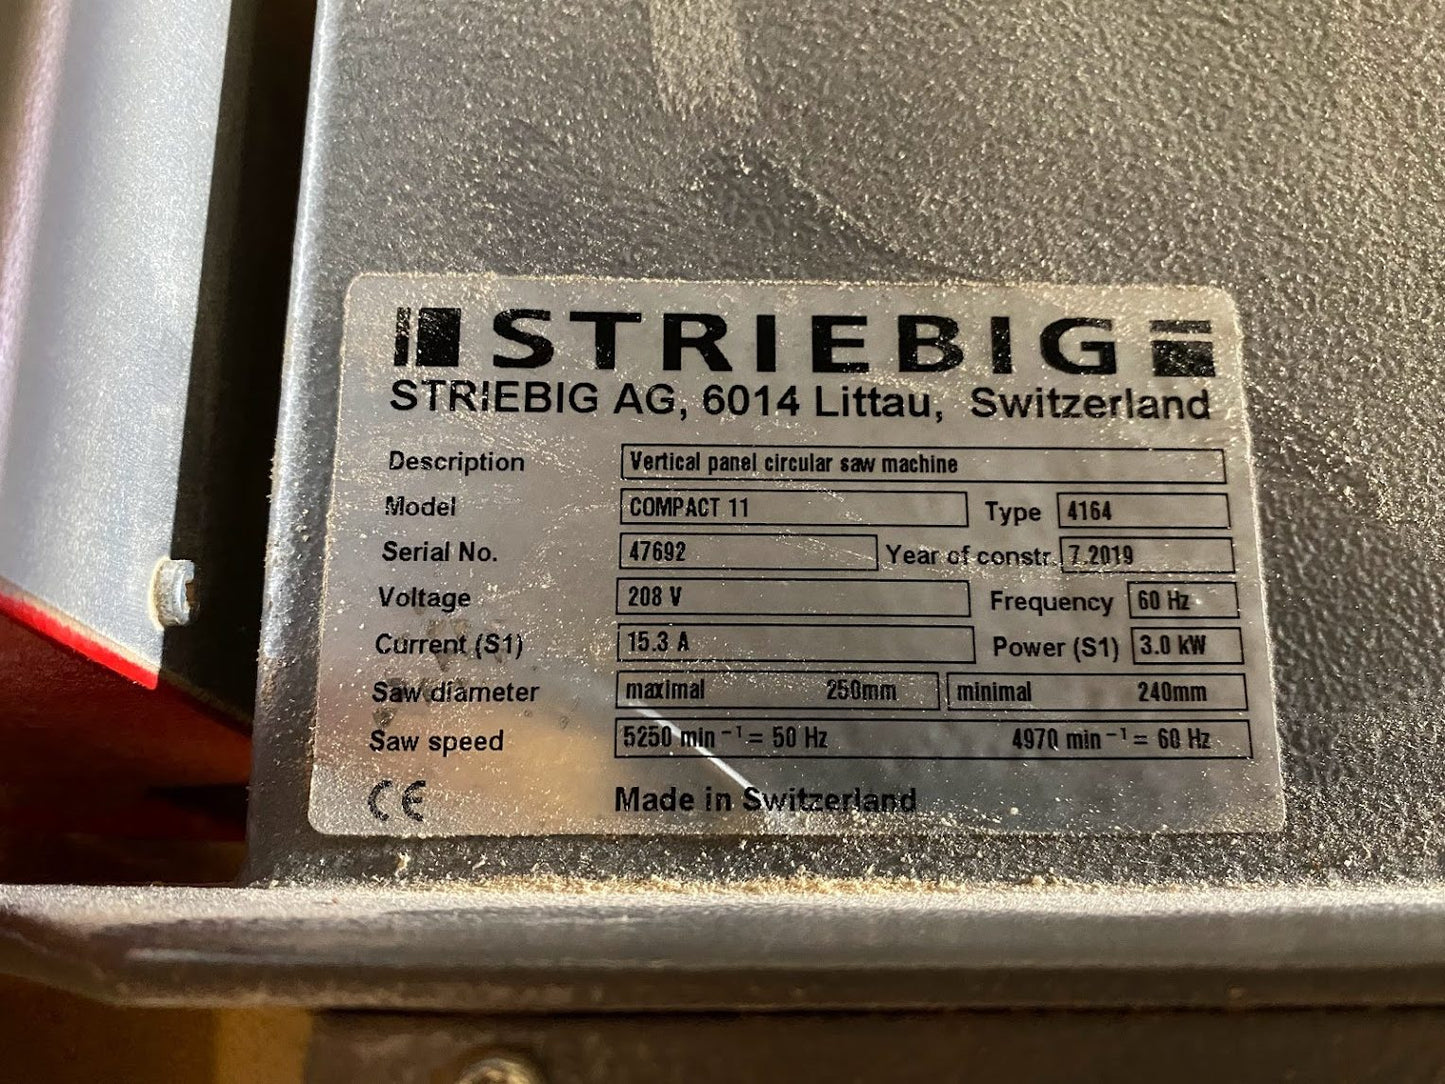 STRIEBIG
STRIEBIG AG, 6014 Littau, Switzerland
Description Vertical panel circular saw machine
Model COMPACT 11 Type 4164
Serial No. 47692 Year of constr. 7.2019
Voltage 208 V Frequency 60 Hz
Current (S1) 15.3 A Power (S1) 3.0 kW
Saw diameter maximal 250mm minimal 240mm
Saw speed 5250 min⁻¹ = 50 Hz 4970 min⁻¹ = 60 Hz
CE Made in Switzerland